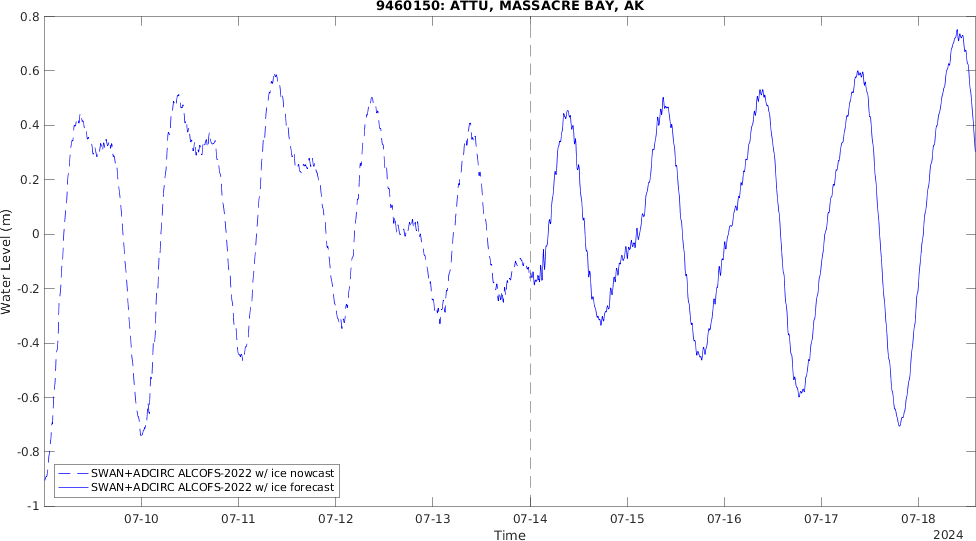 9460150: ATTU, MASSACRE BAY, AK
0.8
0.6
0.4
0.2
0
-0.2
-0.4
-0.6
-0.8
-1
Water Level (m)
SWAN+ADCIRC ALCOFS-2022 w/ ice nowcast
SWAN+ADCIRC ALCOFS-2022 w/ ice forecast
07-10 07-11 07-12 07-13 07-14 07-15 07-16 07-17 07-18
Time
2024